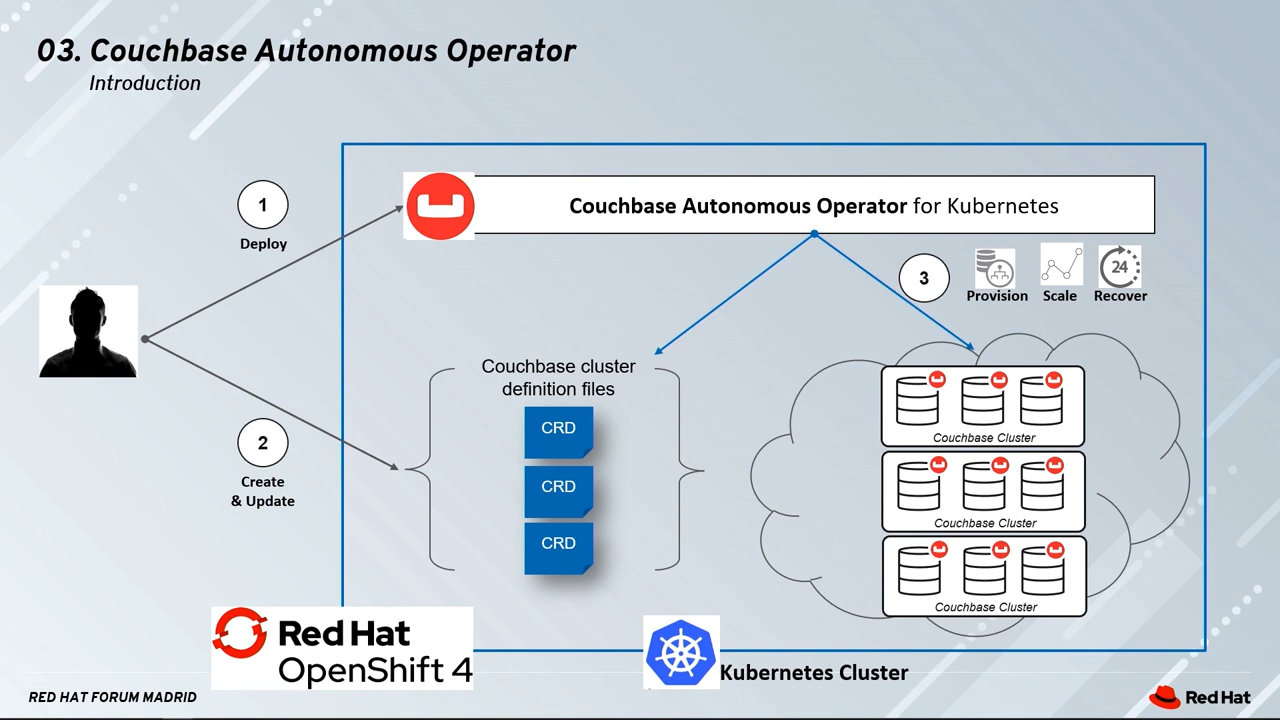 03. Couchbase Autonomous Operator
Introduction
1
Deploy
Couchbase Autonomous Operator for Kubernetes
3
24
Provision
Scale
Recover
2
Create
& Update
Couchbase cluster
definition files
CRD
CRD
CRD
Couchbase Cluster
Couchbase Cluster
Couchbase Cluster
Red Hat
OpenShift 4
Kubernetes Cluster
RED HAT FORUM MADRID
Red Hat